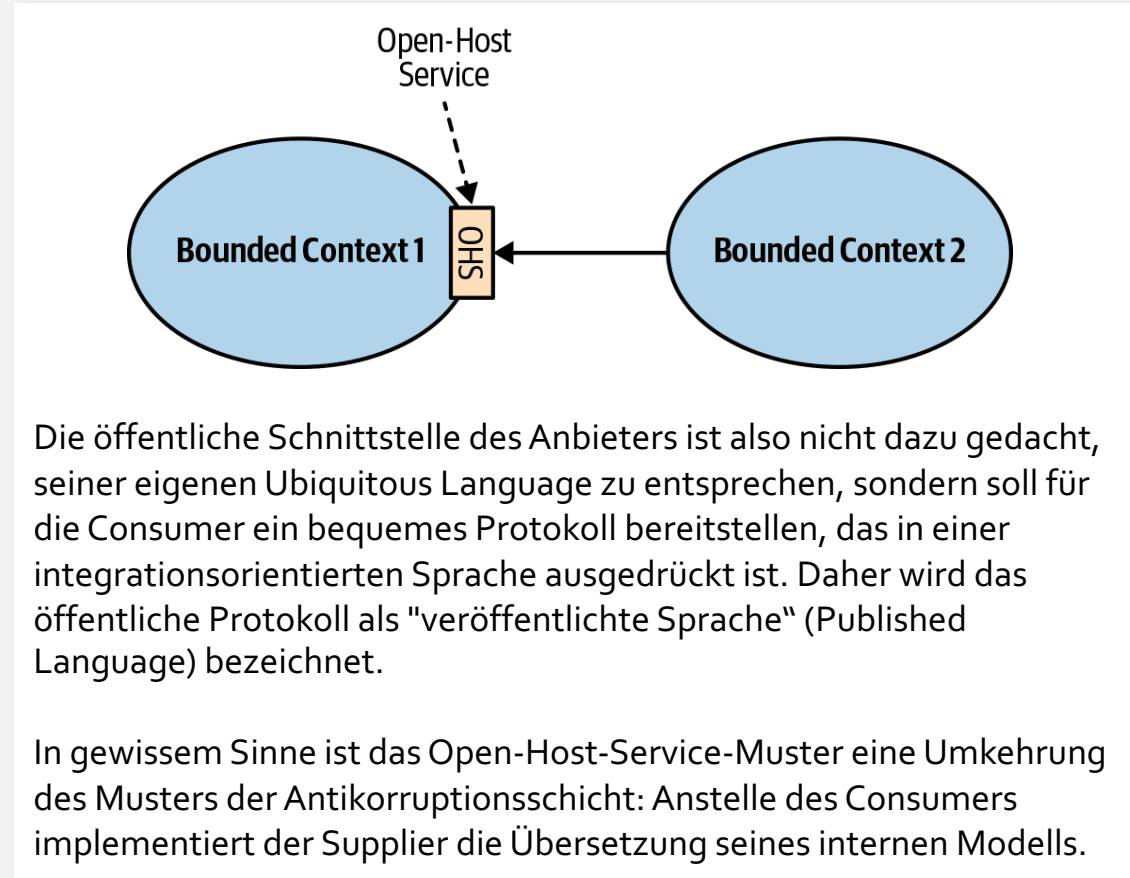 Open-Host
Service
Bounded Context 1
OHS
Bounded Context 2
Die öffentliche Schnittstelle des Anbieters ist also nicht dazu gedacht,
seiner eigenen Ubiquitous Language zu entsprechen, sondern soll für
die Consumer ein bequemes Protokoll bereitstellen, das in einer
integrationsorientierten Sprache ausgedrückt ist. Daher wird das
öffentliche Protokoll als "veröffentlichte Sprache“ (Published
Language) bezeichnet.
In gewissem Sinne ist das Open-Host-Service-Muster eine Umkehrung
des Musters der Antikorruptionsschicht: Anstelle des Consumers
implementiert der Supplier die Übersetzung seines internen Modells.